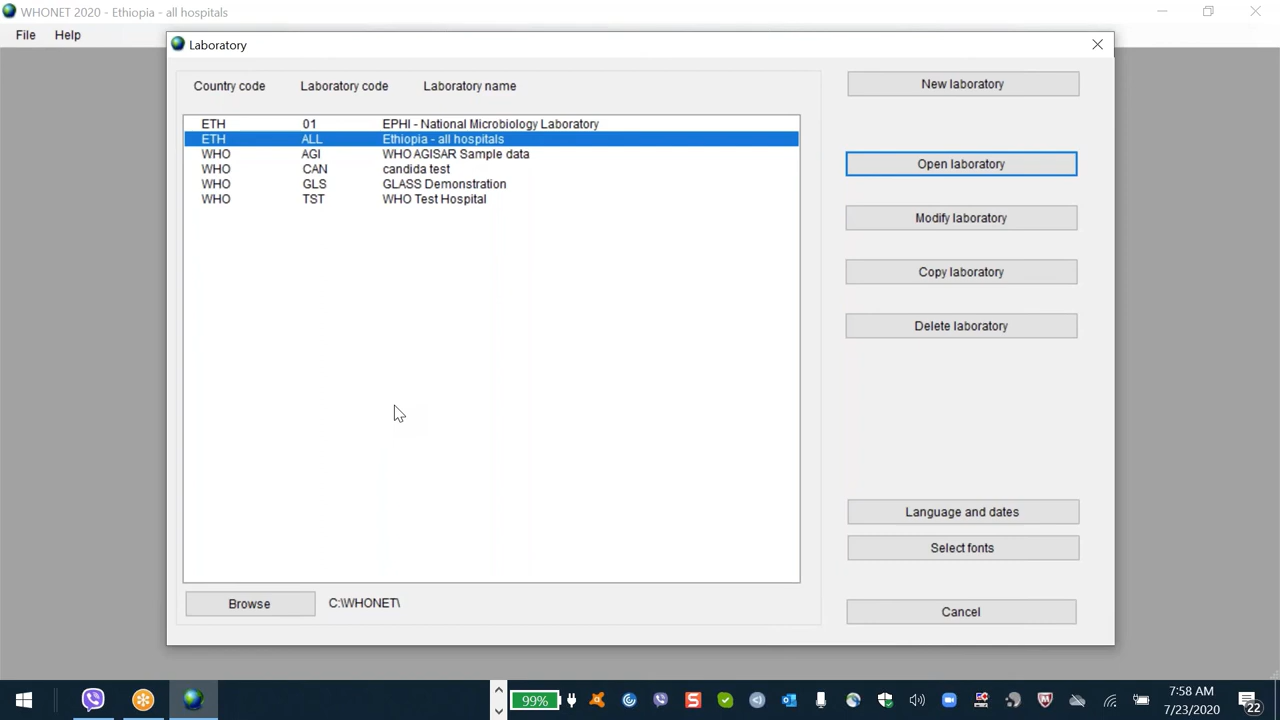 WHONET 2020 - Ethiopia - all hospitals
File Help
Laboratory
Country code Laboratory code Laboratory name
ETH 01 EPHI - National Microbiology Laboratory
ETH ALL Ethiopia - all hospitals
WHO AGI WHO AGISAR Sample data
WHO CAN candida test
WHO GLS GLASS Demonstration
WHO TST WHO Test Hospital
New laboratory
Open laboratory
Modify laboratory
Copy laboratory
Delete laboratory
Language and dates
Select fonts
Cancel
Browse C:\WHONET\
99%
7:58 AM
7/23/2020
22